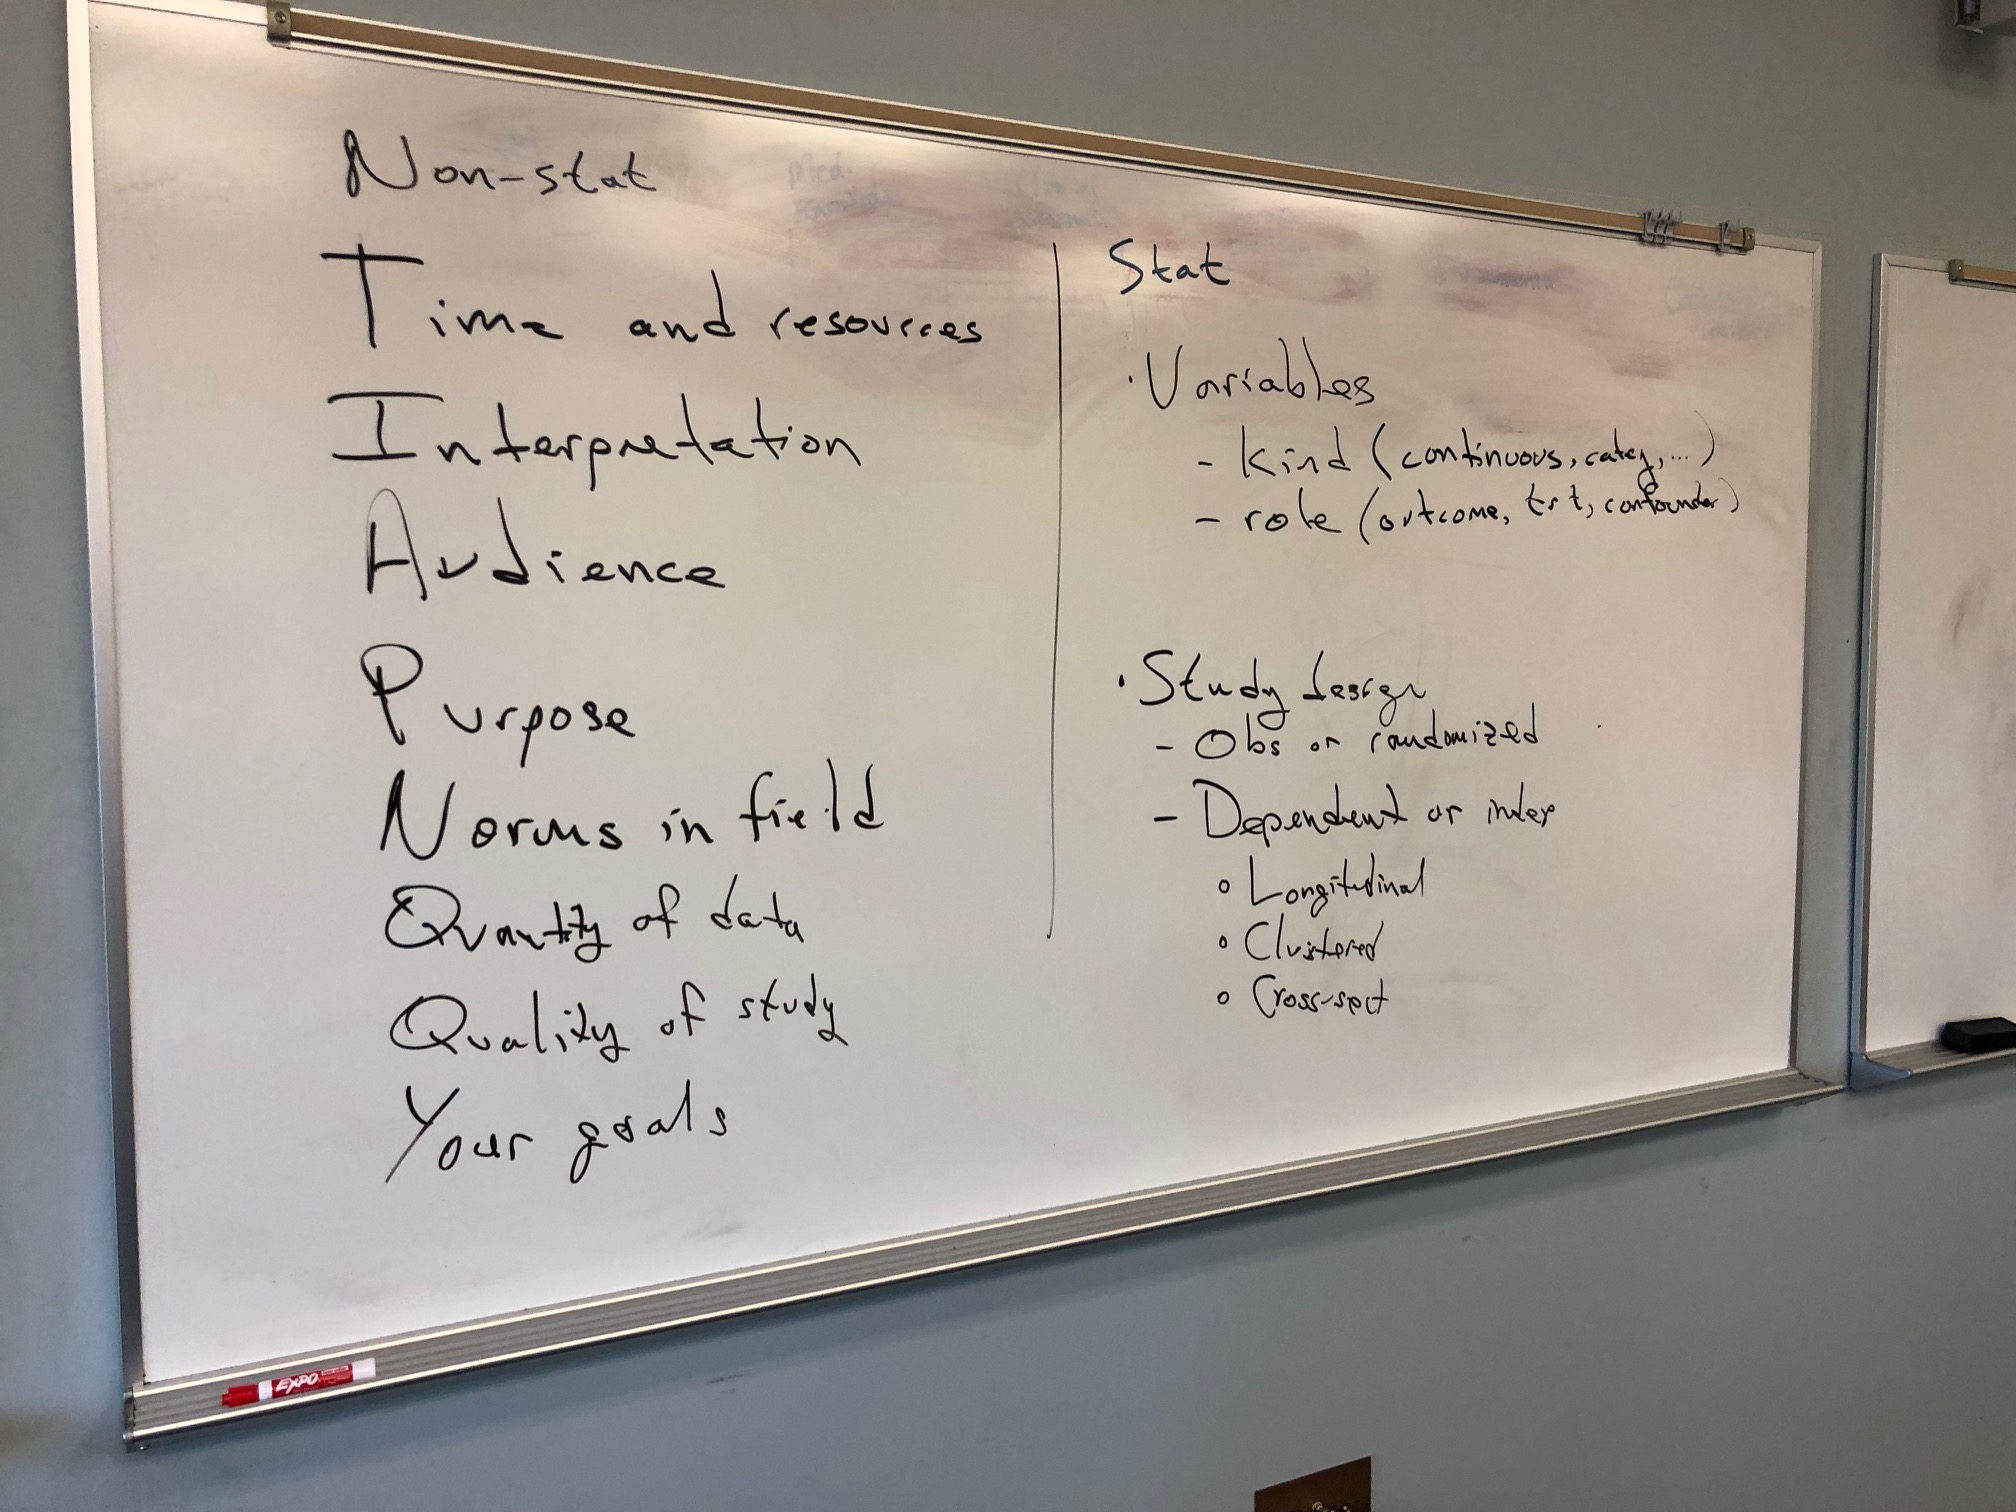 Non-stat
Time and resources
Interpretation
Audience
Purpose
Norms in field
Quantity of data
Quality of study
Your goals
Stat
· Variables
- Kind (continuous, categ, ...)
- role (outcome, trt, confounder)
· Study design
- Obs or randomized
- Dependent or indep
o Longitudinal
o Clustered
o Cross-sect
EXPO